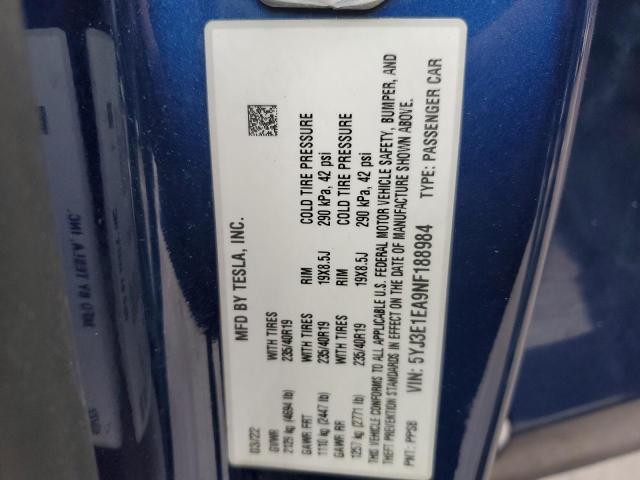 MFD BY TESLA, INC.
03/22
GVWR WITH TIRES
2129 kg (4694 lb) 235/40R19
GAWR FRT WITH TIRES RIM COLD TIRE PRESSURE
1110 kg (2447 lb) 235/40R19 19X8.5J 290 kPa, 42 psi
GAWR RR WITH TIRES RIM COLD TIRE PRESSURE
1257 kg (2771 lb) 235/40R19 19X8.5J 290 kPa, 42 psi
THIS VEHICLE CONFORMS TO ALL APPLICABLE U.S. FEDERAL MOTOR VEHICLE SAFETY, BUMPER, AND
THEFT PREVENTION STANDARDS IN EFFECT ON THE DATE OF MANUFACTURE SHOWN ABOVE.
PNT: PPSB VIN: 5YJ3E1EA9NF188984 TYPE: PASSENGER CAR